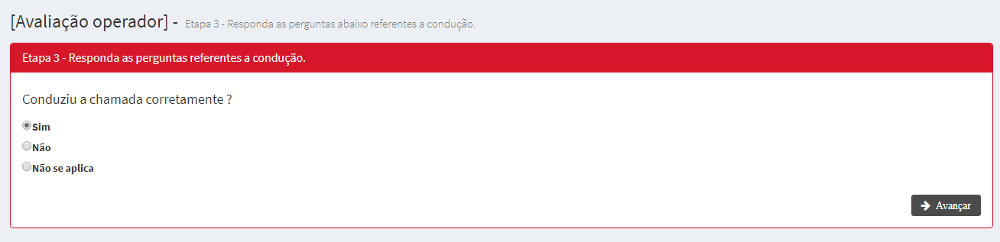 [Avaliação operador] - Etapa 3 - Responda as perguntas abaixo referentes a condução.
Etapa 3 - Responda as perguntas referentes a condução.
Conduziu a chamada corretamente ?
Sim
Não
Não se aplica
Avançar